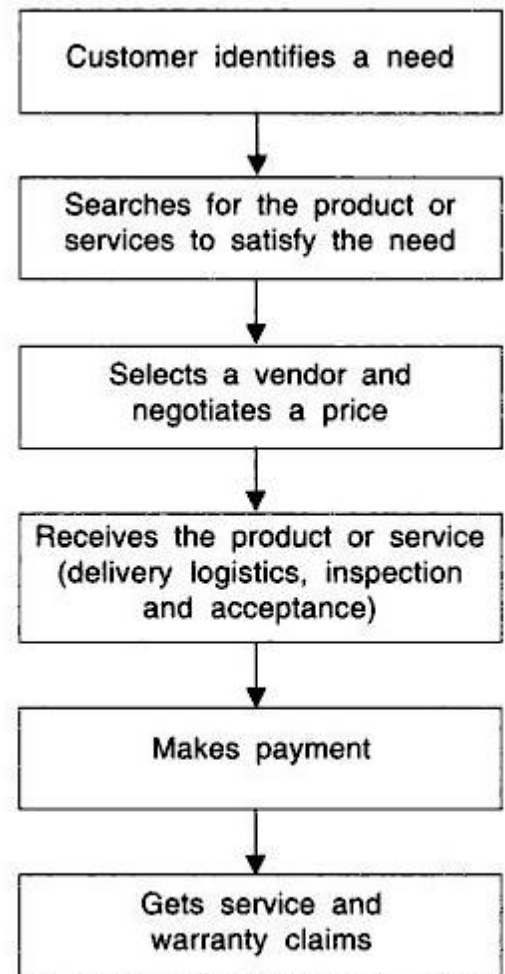 Customer identifies a need
Searches for the product or
services to satisfy the need
Selects a vendor and
negotiates a price
Receives the product or service
(delivery logistics, inspection
and acceptance)
Makes payment
Gets service and
warranty claims